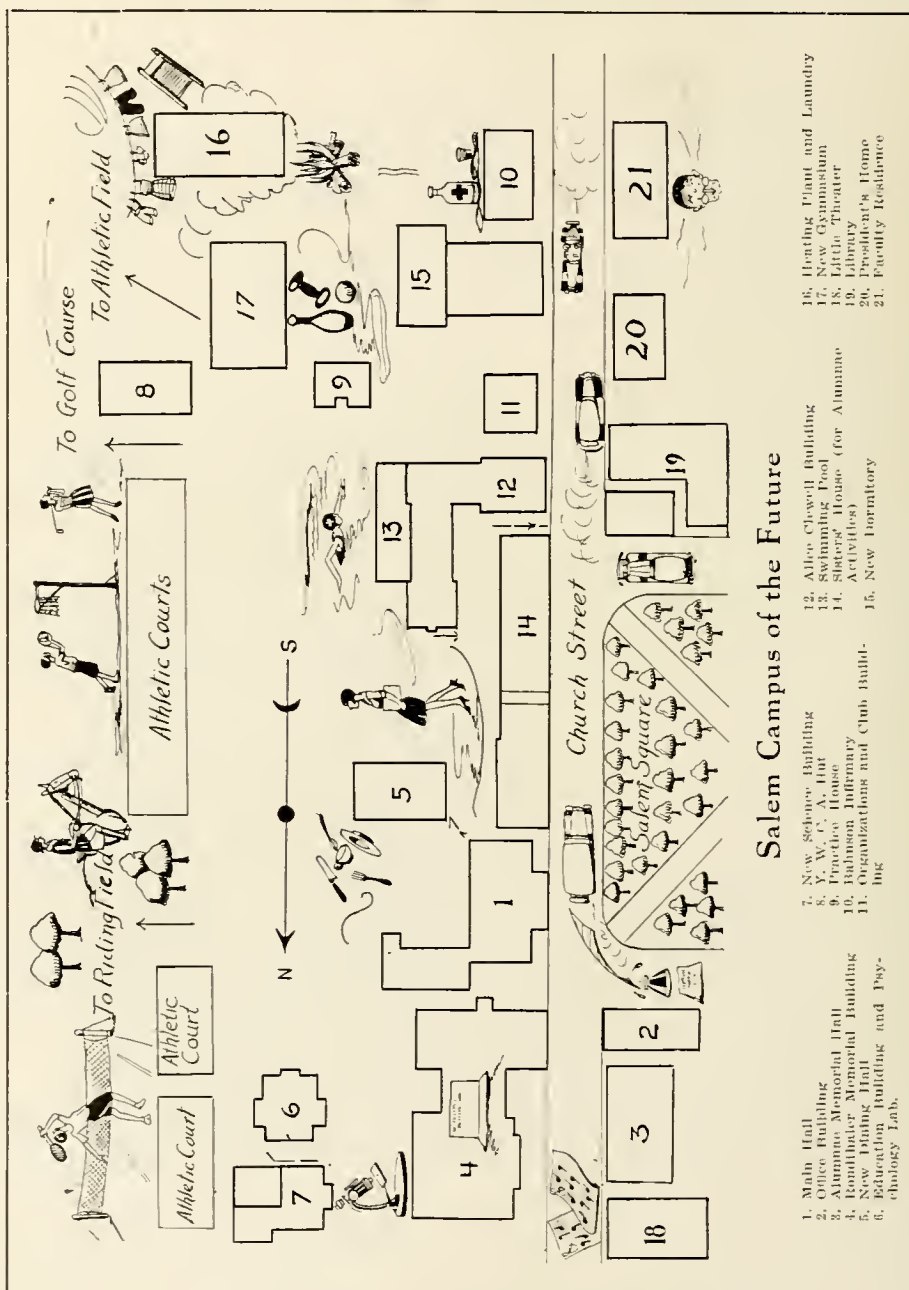 To Golf Course
To Athletic Field
To Riding Field
Athletic Courts
Athletic
Court
Athletic Court
N
S
16
17
8
9
15
10
11
13
12
14
5
1
6
7
4
Church Street
Salem Square
21
20
19
2
3
18
Salem Campus of the Future
1. Main Hall
2. Office Building
3. Alumnae Memorial Hall
4. Rondthaler Memorial Building
5. New Dining Hall
6. Education Building and Psy-
chology Lab.
7. New Science Building
8. Y. W. C. A. Hut
9. Practice House
10. Bahnson Infirmary
11. Organizations and Club Build-
ing
12. Alice Clewell Building
13. Swimming Pool
14. Sisters' House (for Alumnae
Activities)
15. New Dormitory
16. Heating Plant and Laundry
17. New Gymnasium
18. Little Theater
19. Library
20. President's Home
21. Faculty Residence